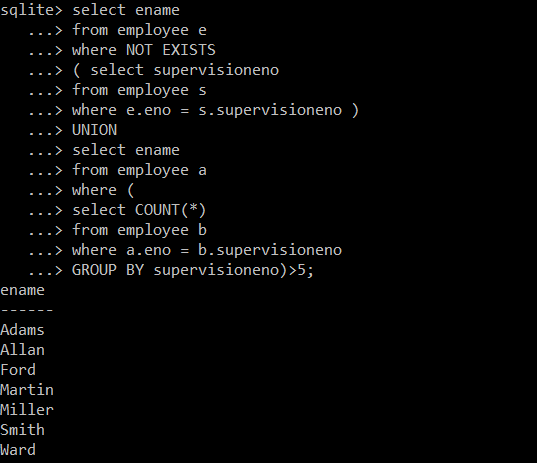 sqlite> select ename
   ...> from employee e
   ...> where NOT EXISTS
   ...> ( select supervisioneno
   ...> from employee s
   ...> where e.eno = s.supervisioneno )
   ...> UNION
   ...> select ename
   ...> from employee a
   ...> where (
   ...> select COUNT(*)
   ...> from employee b
   ...> where a.eno = b.supervisioneno
   ...> GROUP BY supervisioneno)>5;
ename
------
Adams
Allan
Ford
Martin
Miller
Smith
Ward